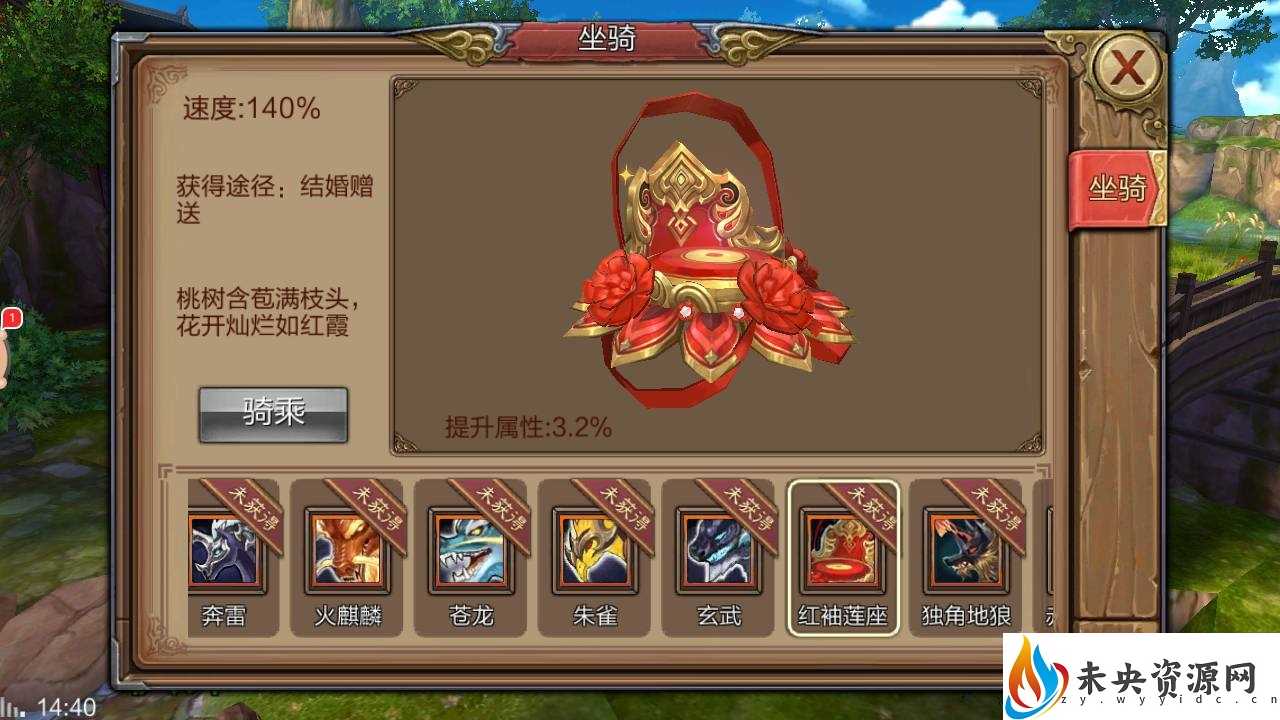 坐骑
速度:140%
获得途径：结婚赠
送
桃树含苞满枝头，
花开灿烂如红霞
骑乘
提升属性:3.2%
坐骑
1
未获得
未获得
未获得
未获得
未获得
未获得
未获得
奔雷
火麒麟
苍龙
朱雀
玄武
红袖莲座
独角地狼
14:40
未央资源网
zy.wyyidc.cn